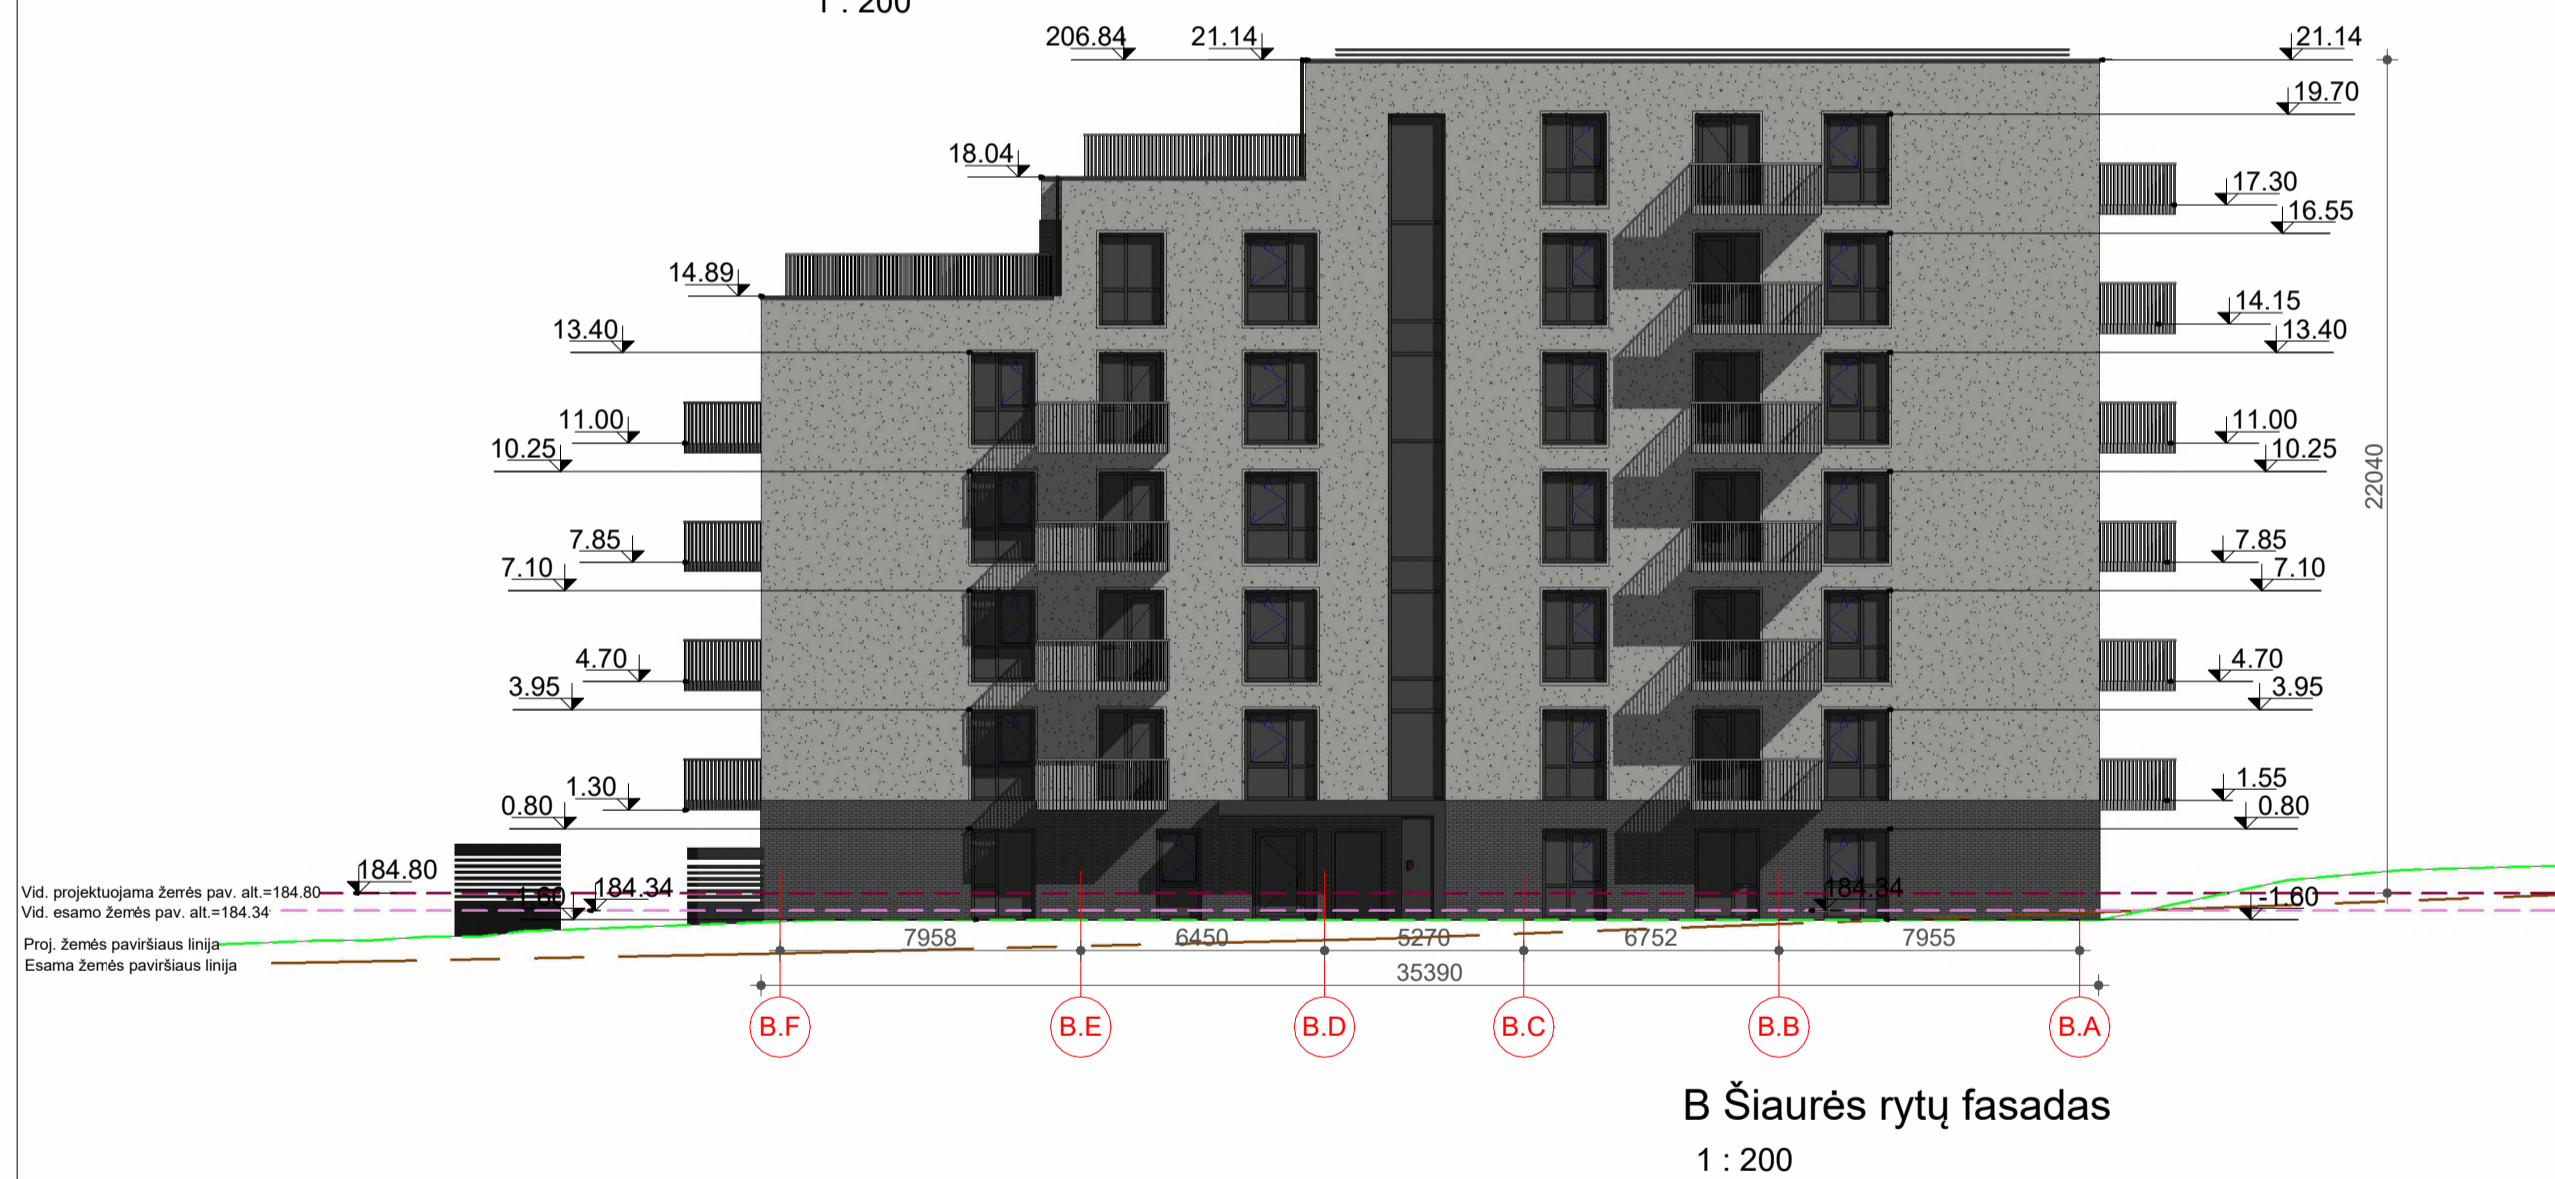 1 : 200
206.84 21.14 21.14
19.70
18.04
17.30
16.55
14.89
14.15
13.40 13.40
11.00 11.00
10.25 10.25
22040
7.85 7.85
7.10 7.10
4.70 4.70
3.95 3.95
1.30 1.55
0.80 0.80
184.80
Vid. projektuojama žemės pav. alt.=184.80
-1.60 184.34 184.34 -1.60
Vid. esamo žemės pav. alt.=184.34
Proj. žemės paviršiaus linija
7958 6450 5270 6752 7955
Esama žemės paviršiaus linija
35390
B.F B.E B.D B.C B.B B.A
B Šiaurės rytų fasadas
1 : 200